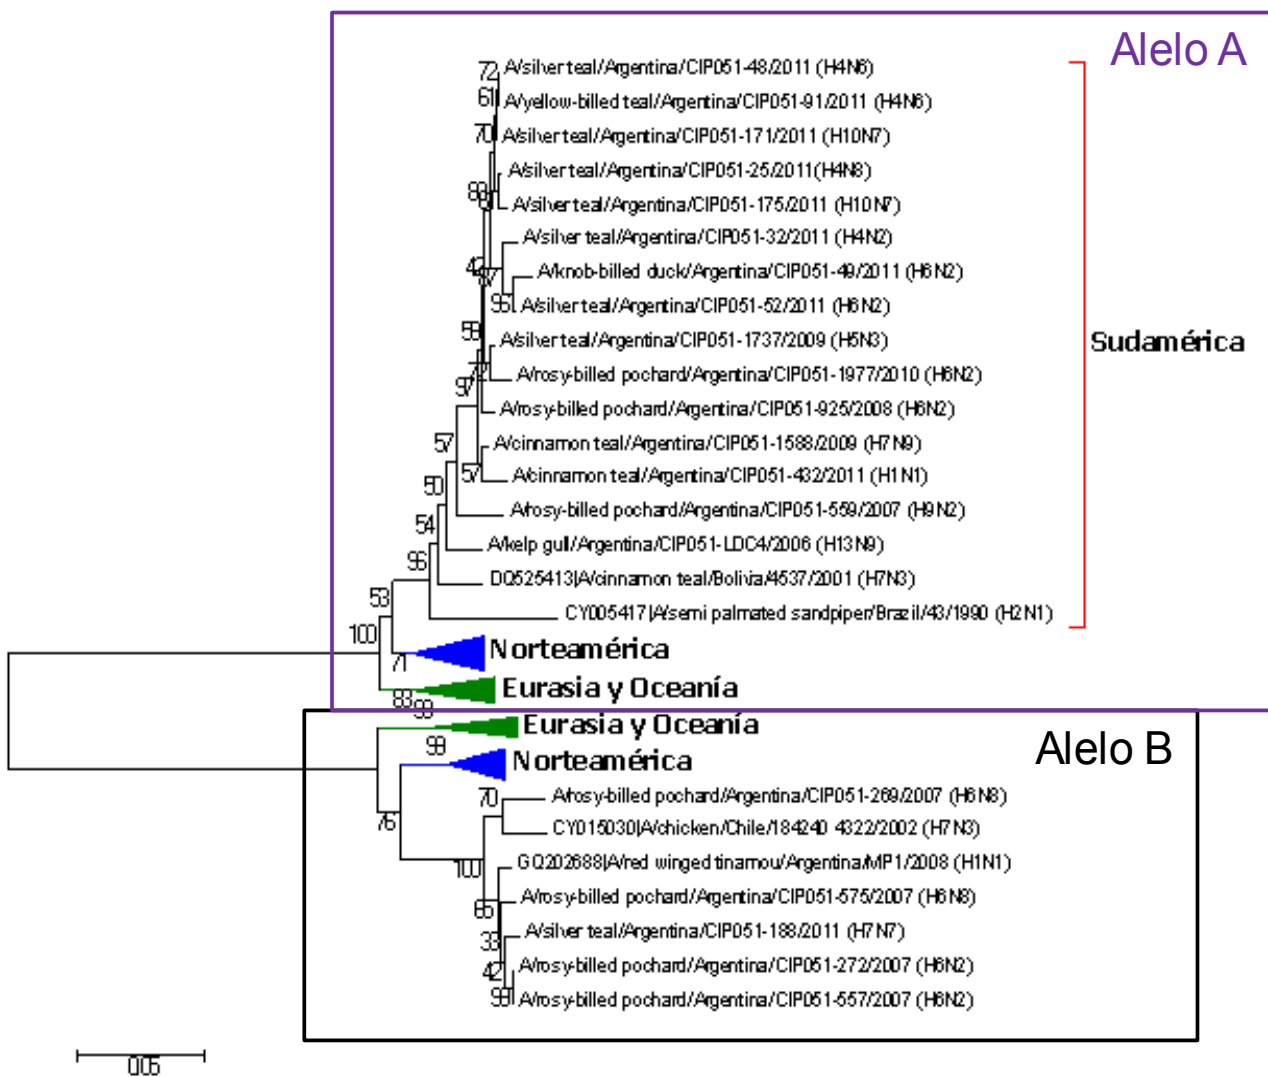 Alelo A
72 A/silver teal/Argentina/CIP051-48/2011 (H4N6)
61 A/yellow-billed teal/Argentina/CIP051-91/2011 (H4N6)
70 A/silver teal/Argentina/CIP051-171/2011 (H10N7)
A/silver teal/Argentina/CIP051-25/2011(H4N8)
A/silver teal/Argentina/CIP051-175/2011 (H10N7)
A/silver teal/Argentina/CIP051-32/2011 (H4N2)
A/knob-billed duck/Argentina/CIP051-49/2011 (H6N2)
95 A/silver teal/Argentina/CIP051-52/2011 (H6N2)
59 A/silver teal/Argentina/CIP051-1737/2009 (H5N3)
Sudamérica
A/rosy-billed pochard/Argentina/CIP051-1977/2010 (H6N2)
97
A/rosy-billed pochard/Argentina/CIP051-925/2008 (H6N2)
57 A/cinnamon teal/Argentina/CIP051-1588/2009 (H7N9)
57 A/cinnamon teal/Argentina/CIP051-432/2011 (H1N1)
50
A/rosy-billed pochard/Argentina/CIP051-559/2007 (H9N2)
54
A/kelp gull/Argentina/CIP051-LDC4/2006 (H13N9)
96
DQ525413|A/cinnamon teal/Bolivia/4537/2001 (H7N3)
53
CY005417|A/semi palmated sandpiper/Brazil/43/1990 (H2N1)
100
71 Norteamérica
83 Eurasia y Oceanía
99
Eurasia y Oceanía
Alelo B
98
Norteamérica
70 A/rosy-billed pochard/Argentina/CIP051-269/2007 (H6N8)
76
CY015030|A/chicken/Chile/184240 4322/2002 (H7N3)
100 GQ202688|A/red winged tinamou/Argentina/MP1/2008 (H1N1)
65 A/rosy-billed pochard/Argentina/CIP051-575/2007 (H6N8)
33 A/silver teal/Argentina/CIP051-188/2011 (H7N7)
42 A/rosy-billed pochard/Argentina/CIP051-272/2007 (H6N2)
99 A/rosy-billed pochard/Argentina/CIP051-557/2007 (H6N2)
0.05